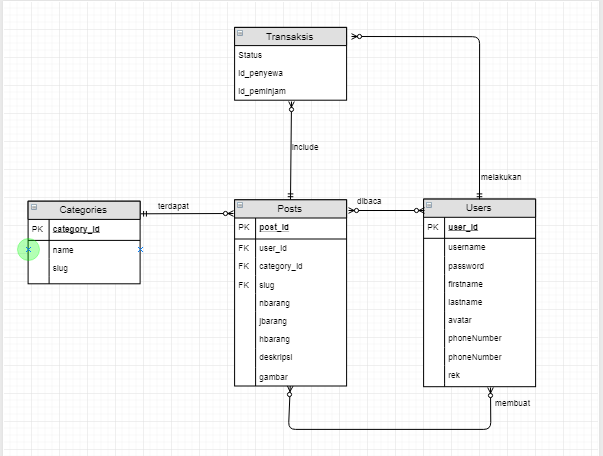 Transaksis
Status
Id_penyewa
Id_peminjam
Include
melakukan
Categories
PK category_Id
name
slug
terdapat
Posts
PK post_Id
FK user_Id
FK category_Id
FK slug
nbarang
jbarang
hbarang
deskripsi
gambar
dibaca
Users
PK user_Id
username
password
firstname
lastname
avatar
phoneNumber
phoneNumber
rek
membuat